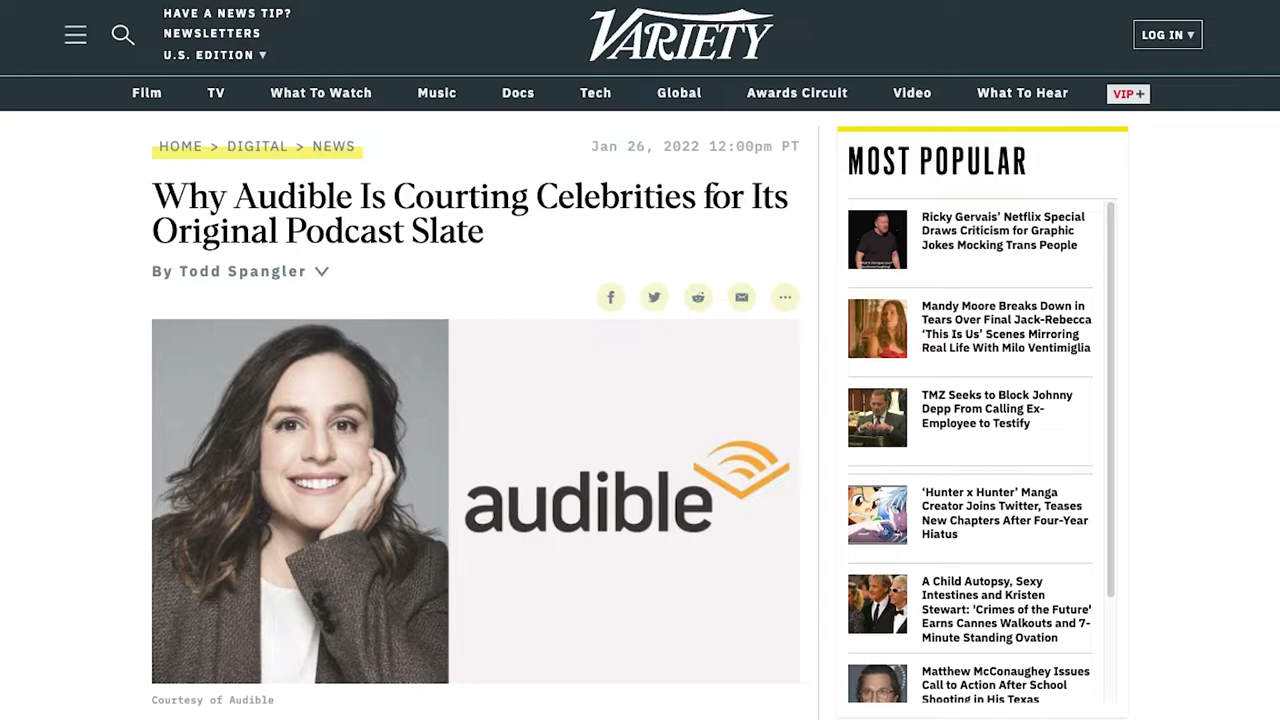 HAVE A NEWS TIP?
NEWSLETTERS
U.S. EDITION ▼
VARIETY
LOG IN ▼
Film TV What To Watch Music Docs Tech Global Awards Circuit Video What To Hear VIP+
HOME > DIGITAL > NEWS
Jan 26, 2022 12:00pm PT
Why Audible Is Courting Celebrities for Its
Original Podcast Slate
By Todd Spangler
audible
Courtesy of Audible
MOST POPULAR
Ricky Gervais’ Netflix Special
Draws Criticism for Graphic
Jokes Mocking Trans People
Mandy Moore Breaks Down in
Tears Over Final Jack-Rebecca
‘This Is Us’ Scenes Mirroring
Real Life With Milo Ventimiglia
TMZ Seeks to Block Johnny
Depp From Calling Ex-
Employee to Testify
‘Hunter x Hunter’ Manga
Creator Joins Twitter, Teases
New Chapters After Four-Year
Hiatus
A Child Autopsy, Sexy
Intestines and Kristen
Stewart: 'Crimes of the Future'
Earns Cannes Walkouts and 7-
Minute Standing Ovation
Matthew McConaughey Issues
Call to Action After School
Shooting in His Texas